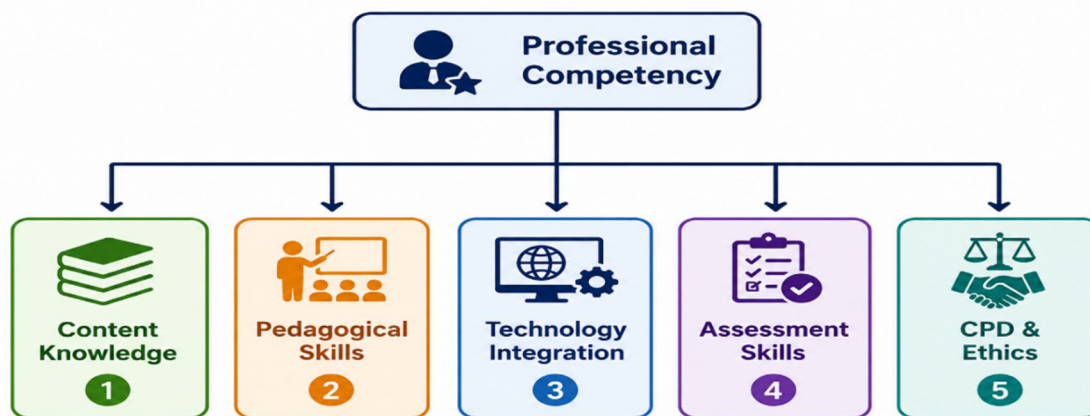 Professional
Competency
Content
Knowledge
1
Pedagogical
Skills
2
Technology
Integration
3
Assessment
Skills
4
CPD &
Ethics
5